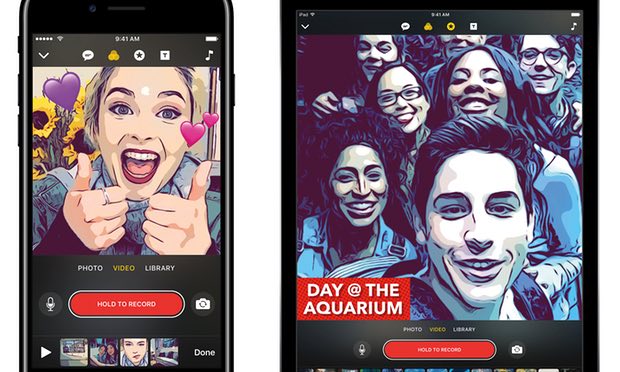 9:41 AM
T
PHOTO VIDEO LIBRARY
HOLD TO RECORD
Done
iPad 9:41 AM
T
DAY @ THE
AQUARIUM
PHOTO VIDEO LIBRARY
HOLD TO RECORD